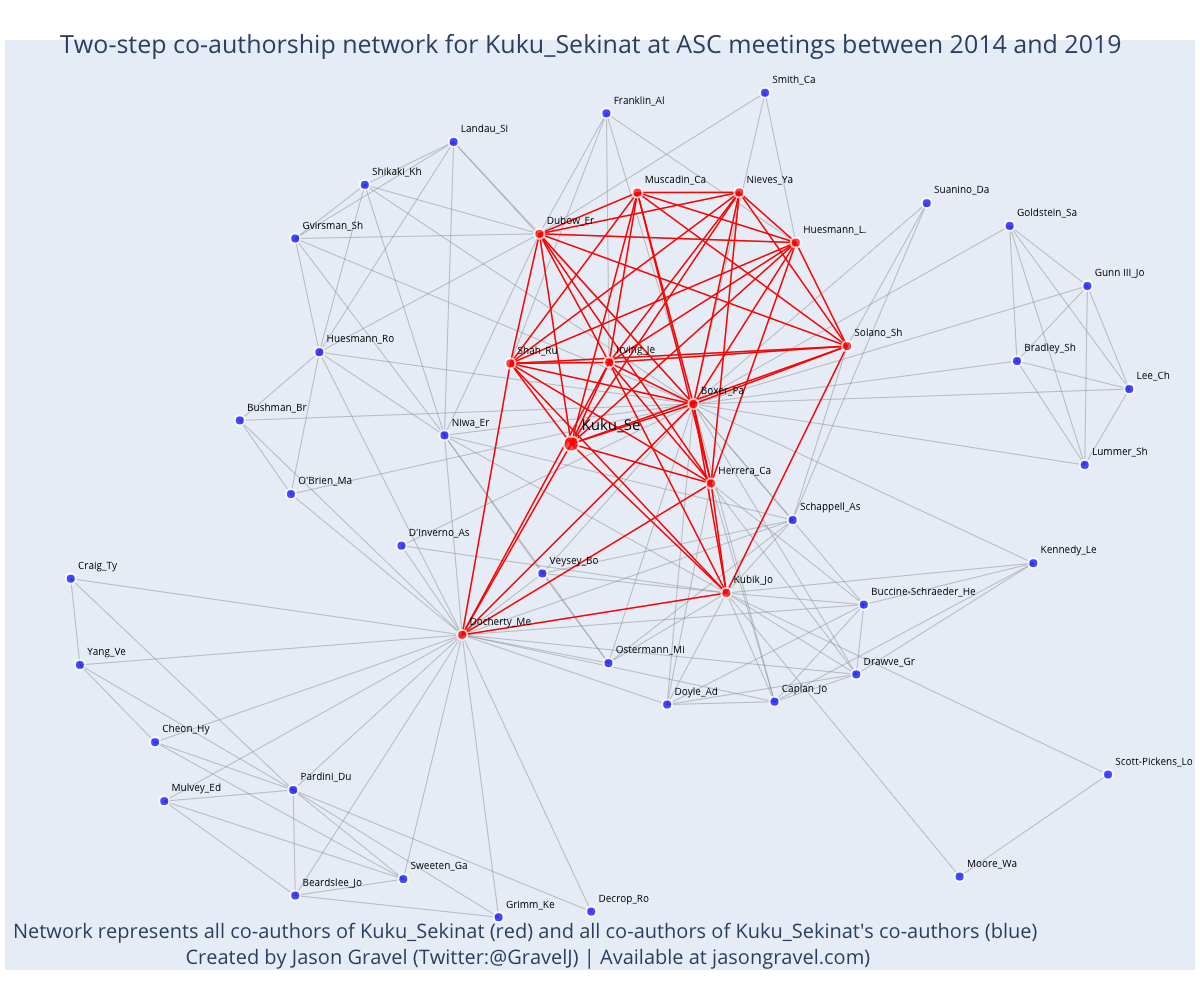 Two-step co-authorship network for Kuku_Sekinat at ASC meetings between 2014 and 2019
Smith_Ca
Franklin_Al
Landau_Si
Shikaki_Kh
Muscadin_Ca
Nieves_Ya
Suanino_Da
Goldstein_Sa
Gvirsman_Sh
Dubow_Er
Huesmann_L.
Gunn III_Jo
Huesmann_Ro
Shah_Ru
Irving_Je
Solano_Sh
Bradley_Sh
Lee_Ch
Boxer_Pa
Bushman_Br
Niwa_Er
Kuku_Se
Lummer_Sh
O'Brien_Ma
Herrera_Ca
Schappell_As
D'Inverno_As
Kennedy_Le
Craig_Ty
Veysey_Bo
Kubik_Jo
Buccine-Schraeder_He
Docherty_Me
Yang_Ve
Ostermann_Mi
Drawve_Gr
Doyle_Ad
Caplan_Jo
Cheon_Hy
Scott-Pickens_Lo
Pardini_Du
Mulvey_Ed
Moore_Wa
Sweeten_Ga
Beardslee_Jo
Grimm_Ke
Decrop_Ro
Network represents all co-authors of Kuku_Sekinat (red) and all co-authors of Kuku_Sekinat's co-authors (blue)
Created by Jason Gravel (Twitter:@GravelJ) | Available at jasongravel.com)